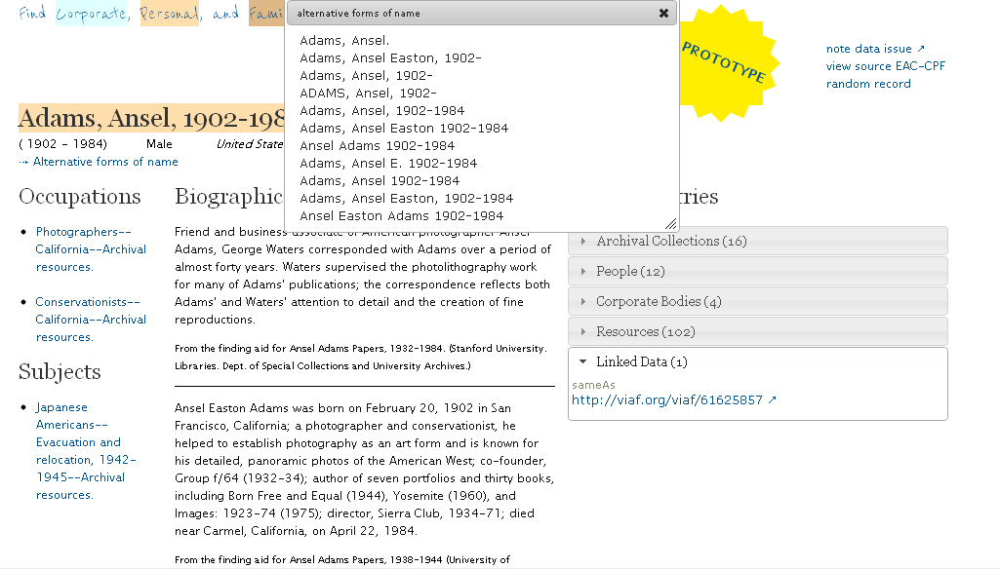 Find Corporate, Personal, and Fami
alternative forms of name
Adams, Ansel.
Adams, Ansel Easton, 1902-
Adams, Ansel, 1902-
ADAMS, Ansel, 1902-
Adams, Ansel, 1902-1984
Adams, Ansel Easton 1902-1984
Ansel Adams 1902-1984
Adams, Ansel E. 1902-1984
Adams, Ansel 1902-1984
Adams, Ansel Easton, 1902-1984
Ansel Easton Adams 1902-1984
PROTOTYPE
note data issue ↗
view source EAC-CPF
random record
Adams, Ansel, 1902-198
( 1902 - 1984) Male United State
⇢ Alternative forms of name
Occupations
• Photographers--
California--Archival
resources.
• Conservationists--
California--Archival
resources.
Subjects
• Japanese
Americans--
Evacuation and
relocation, 1942-
1945--Archival
resources.
Biographic
Friend and business associate of American photographer Ansel
Adams, George Waters corresponded with Adams over a period of
almost forty years. Waters supervised the photolithography work
for many of Adams' publications; the correspondence reflects both
Adams' and Waters' attention to detail and the creation of fine
reproductions.
From the finding aid for Ansel Adams Papers, 1932-1984. (Stanford University.
Libraries. Dept. of Special Collections and University Archives.)
Ansel Easton Adams was born on February 20, 1902 in San
Francisco, California; a photographer and conservationist, he
helped to establish photography as an art form and is known for
his detailed, panoramic photos of the American West; co-founder,
Group f/64 (1932-34); author of seven portfolios and thirty books,
including Born Free and Equal (1944), Yosemite (1960), and
Images: 1923-74 (1975); director, Sierra Club, 1934-71; died
near Carmel, California, on April 22, 1984.
From the finding aid for Ansel Adams Papers, 1938-1944 (University of
ries
Archival Collections (16)
People (12)
Corporate Bodies (4)
Resources (102)
Linked Data (1)
sameAs
http://viaf.org/viaf/61625857 ↗